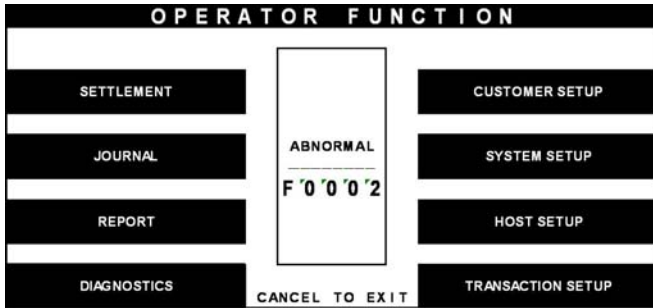 OPERATOR FUNCTION
SETTLEMENT
JOURNAL
REPORT
DIAGNOSTICS
ABNORMAL
F0002
CANCEL TO EXIT
CUSTOMER SETUP
SYSTEM SETUP
HOST SETUP
TRANSACTION SETUP